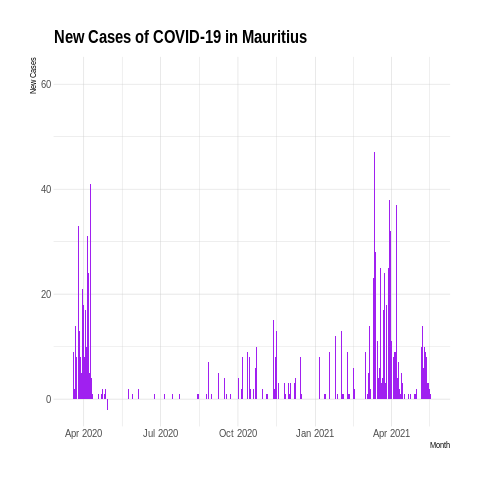 New Cases of COVID-19 in Mauritius
New Cases
60
40
20
0
Apr 2020
Jul 2020
Oct 2020
Jan 2021
Apr 2021
Month